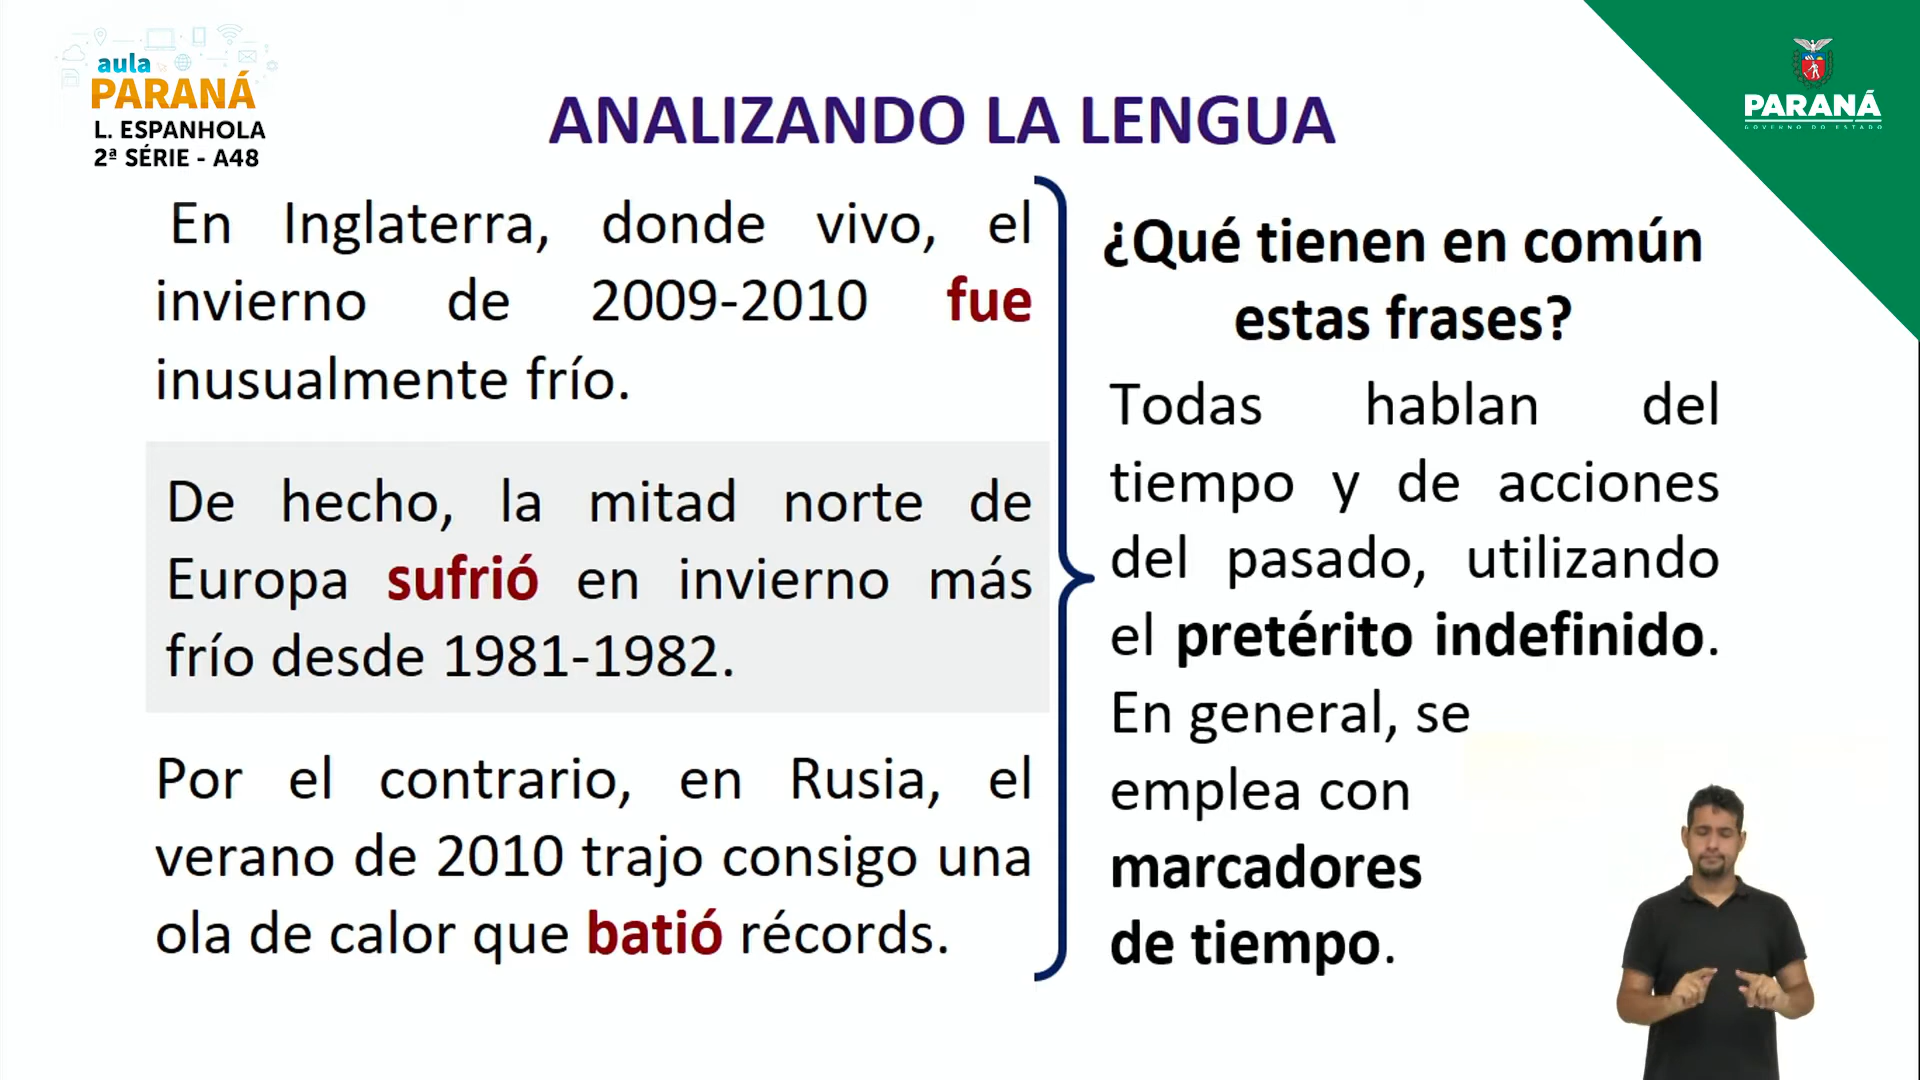 aula
PARANÁ
L. ESPANHOLA
2ª SÉRIE - A48
PARANÁ
GOVERNO DO ESTADO
ANALIZANDO LA LENGUA
En Inglaterra, donde vivo, el
invierno de 2009-2010 fue
inusualmente frío.
De hecho, la mitad norte de
Europa sufrió en invierno más
frío desde 1981-1982.
Por el contrario, en Rusia, el
verano de 2010 trajo consigo una
ola de calor que batió récords.
¿Qué tienen en común
estas frases?
Todas hablan del
tiempo y de acciones
del pasado, utilizando
el pretérito indefinido.
En general, se
emplea con
marcadores
de tiempo.